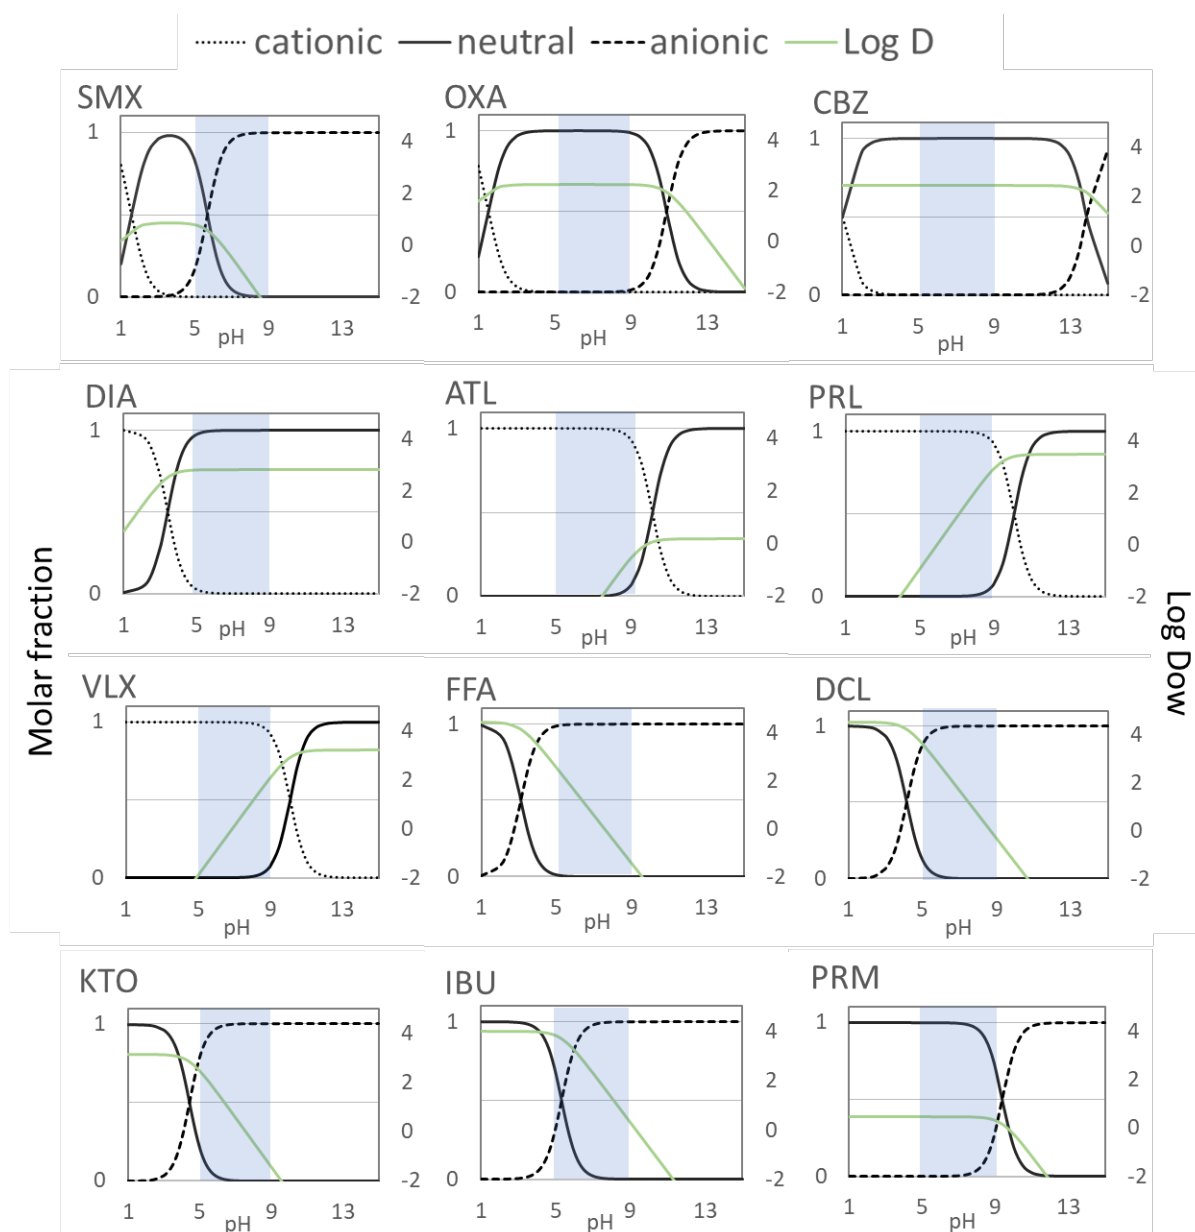 cationic neutral anionic Log D
SMX OXA CBZ
1 4 1 4 1 4
2 2 2
0 0 0
0 -2 0 -2 0 -2
1 5 9 13 1 5 9 13 1 5 9 13
pH pH pH
DIA ATL PRL
1 4 1 4 1 4
2 2 2
0 0 0
0 -2 0 -2 0 -2
1 5 9 13 1 5 9 13 1 5 9 13
pH pH pH
Molar fraction
Log Dow
VLX FFA DCL
1 4 1 4 1 4
2 2 2
0 0 0
0 -2 0 -2 0 -2
1 5 9 13 1 5 9 13 1 5 9 13
pH pH pH
KTO IBU PRM
1 4 1 4 1 4
2 2 2
0 0 0
0 -2 0 -2 0 -2
1 5 9 13 1 5 9 13 1 5 9 13
pH pH pH